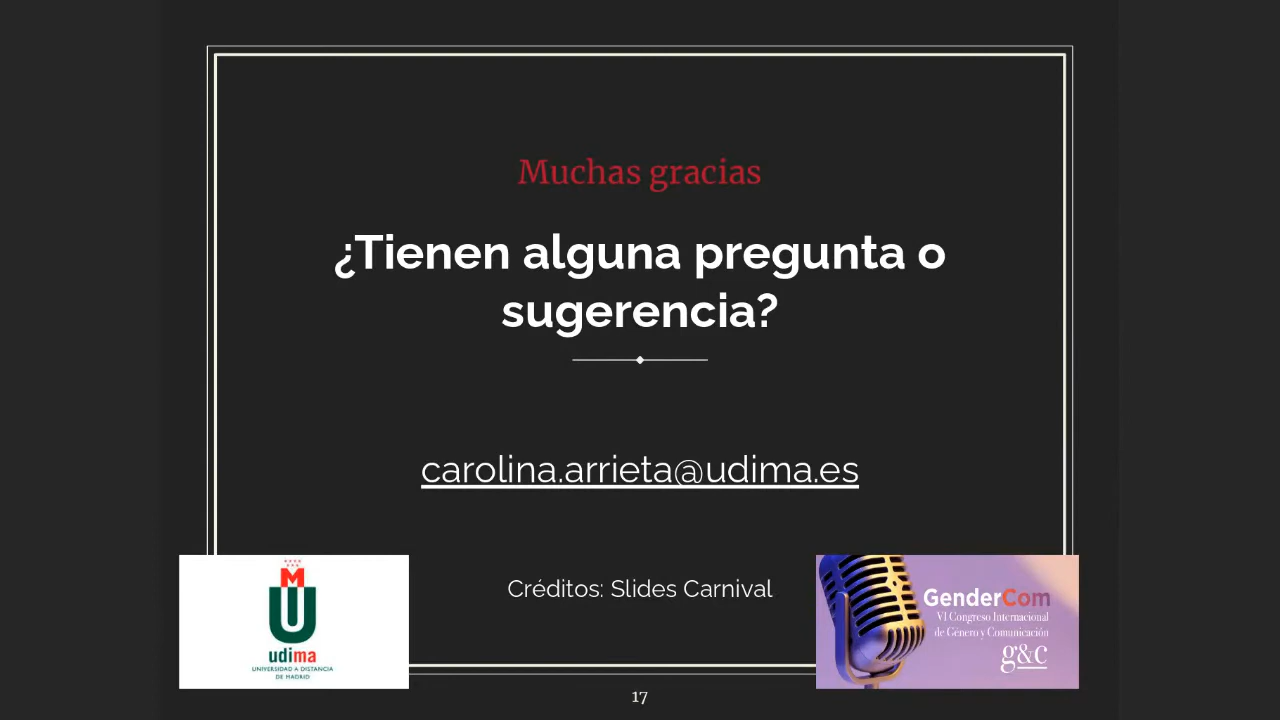 Muchas gracias
¿Tienen alguna pregunta o
sugerencia?
carolina.arrieta@udima.es
Créditos: Slides Carnival
udima
UNIVERSIDAD A DISTANCIA
DE MADRID
GenderCom
VI Congreso Internacional
de Género y Comunicación
g&c
17